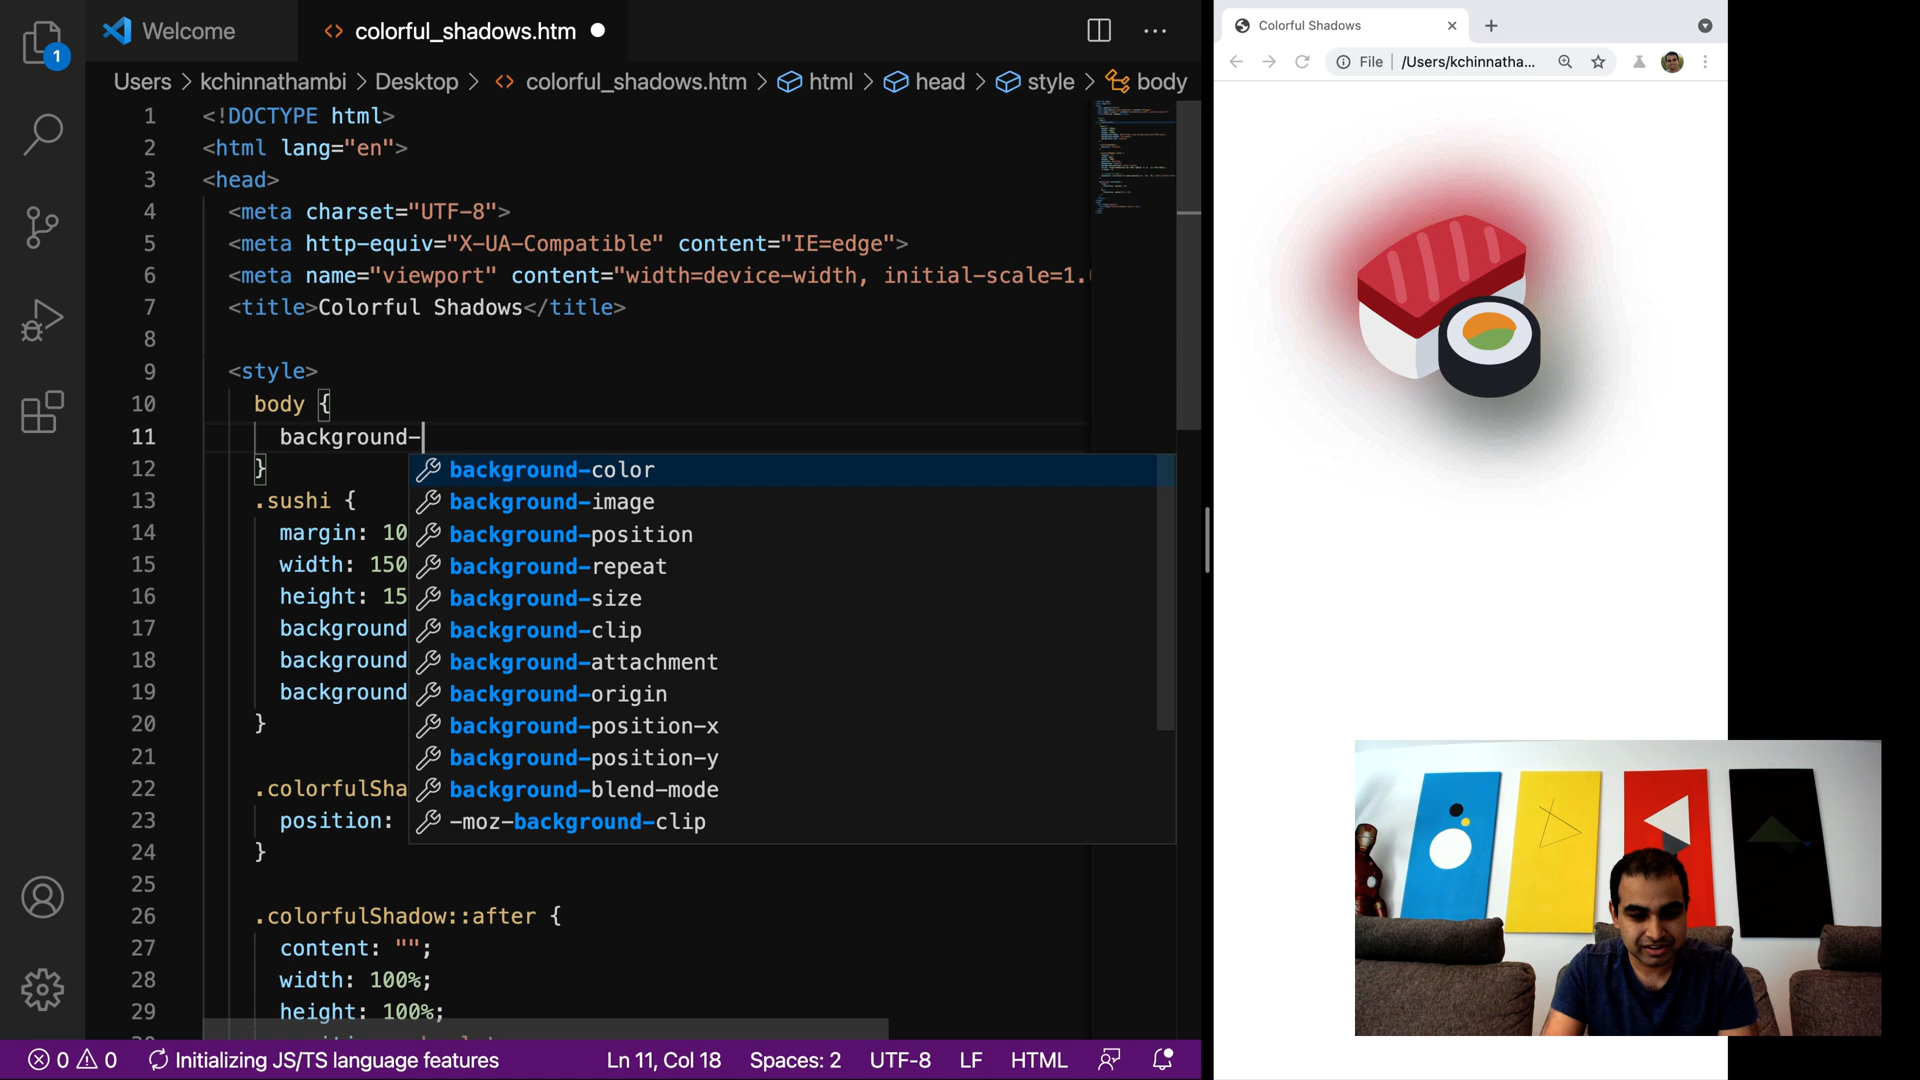 1
Welcome
<> colorful_shadows.htm
Users > kchinnathambi > Desktop > <> colorful_shadows.htm > html > head > style > body
1 <!DOCTYPE html>
2 <html lang="en">
3 <head>
4 <meta charset="UTF-8">
5 <meta http-equiv="X-UA-Compatible" content="IE=edge">
6 <meta name="viewport" content="width=device-width, initial-scale=1.
7 <title>Colorful Shadows</title>
8
9 <style>
10 body {
11 background-
12 }
13 .sushi {
14 margin: 10
15 width: 150
16 height: 15
17 background
18 background
19 background
20 }
21
22 .colorfulSha
23 position:
24 }
25
26 .colorfulShadow::after {
27 content: "";
28 width: 100%;
29 height: 100%;
background-color
background-image
background-position
background-repeat
background-size
background-clip
background-attachment
background-origin
background-position-x
background-position-y
background-blend-mode
-moz-background-clip
0 0 Initializing JS/TS language features Ln 11, Col 18 Spaces: 2 UTF-8 LF HTML
Colorful Shadows
File | /Users/kchinnatha...